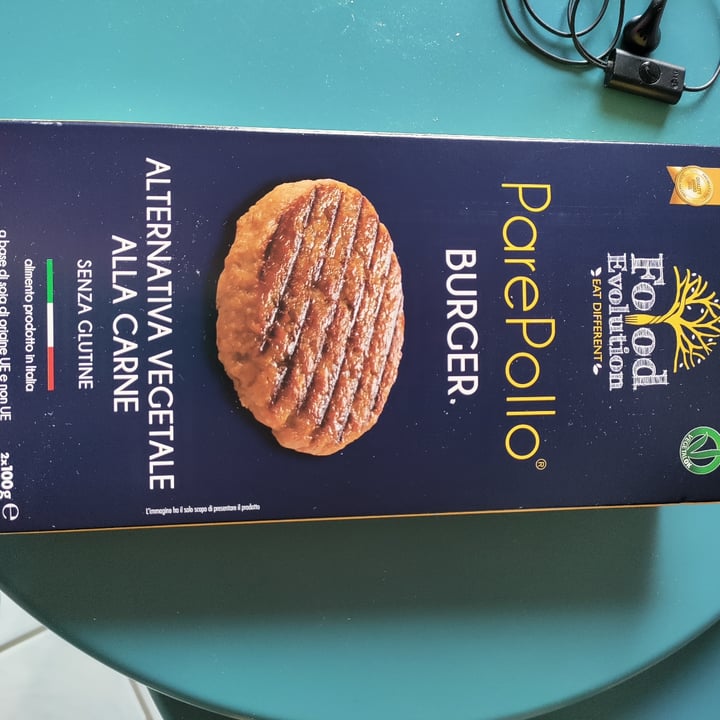 Food
Evolution
EAT DIFFERENT
ParePollo®
BURGER.
L'immagine ha il solo scopo di presentare il prodotto
ALTERNATIVA VEGETALE
ALLA CARNE
SENZA GLUTINE
alimento prodotto in Italia
a base di soia di origine UE e non UE
2x100g e